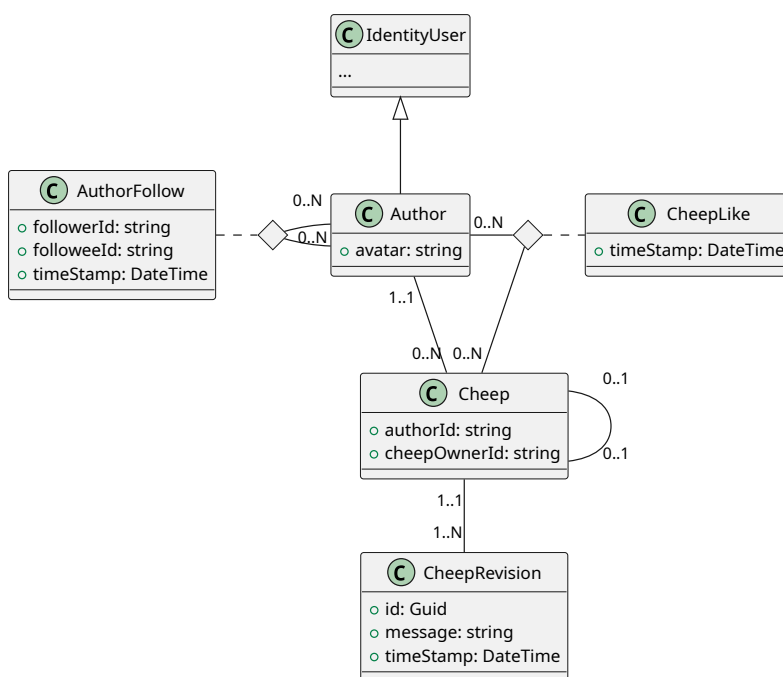 C IdentityUser
...
C AuthorFollow
followerId: string
followeeId: string
timeStamp: DateTime
0..N
0..N
C Author
avatar: string
0..N
C CheepLike
timeStamp: DateTime
1..1
0..N
0..N
C Cheep
authorId: string
cheepOwnerId: string
0..1
0..1
1..1
1..N
C CheepRevision
id: Guid
message: string
timeStamp: DateTime